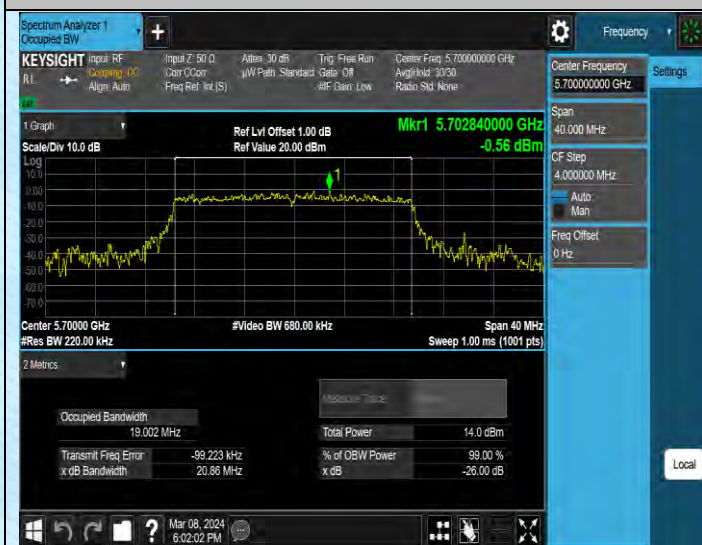 Spectrum Analyzer 1
Occupied BW
+
Frequency
KEYSIGHT
Input: RF
Coupling: DC
Align: Auto
Input Z: 50 Ω
Corr CCorr
Freq Ref: Int (S)
Atten: 30 dB
µW Path: Standard
Trig: Free Run
Gate: Off
#IF Gain: Low
Center Freq: 5.700000000 GHz
Avg|Hold: 30/30
Radio Std: None
Center Frequency
5.700000000 GHz
Settings
Span
40.000 MHz
CF Step
4.000000 MHz
Auto
Man
Freq Offset
0 Hz
1 Graph
Scale/Div 10.0 dB
Ref Lvl Offset 1.00 dB
Ref Value 20.00 dBm
Mkr1 5.702840000 GHz
-0.56 dBm
Log
10.0
0.00
-10.0
-20.0
-30.0
-40.0
-50.0
-60.0
-70.0
1
Center 5.70000 GHz
#Res BW 220.00 kHz
#Video BW 680.00 kHz
Span 40 MHz
Sweep 1.00 ms (1001 pts)
2 Metrics
Measure Trace
Occupied Bandwidth
19.002 MHz
Total Power 14.0 dBm
Transmit Freq Error -99.223 kHz
% of OBW Power 99.00 %
x dB Bandwidth 20.86 MHz
x dB -26.00 dB
Local
?
Mar 08, 2024
6:02:02 PM